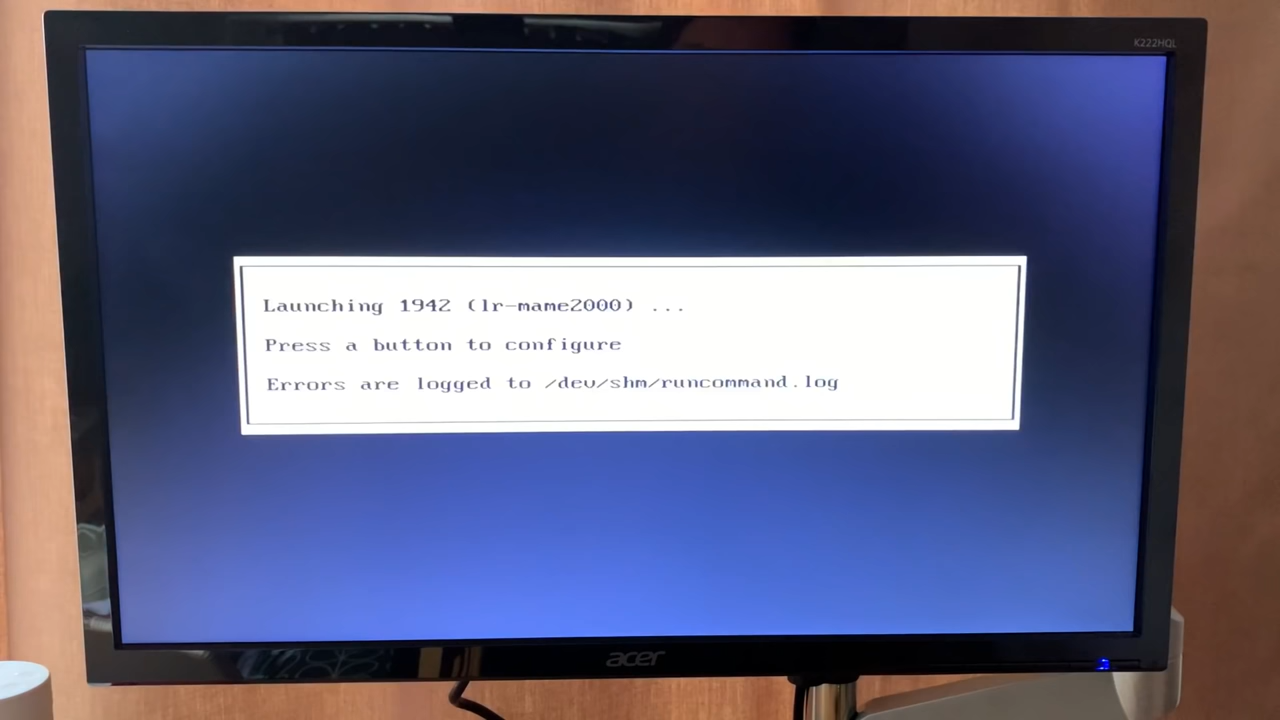 K222HQL
Launching 1942 (lr-mame2000) ...
Press a button to configure
Errors are logged to /dev/shm/runcommand.log
acer